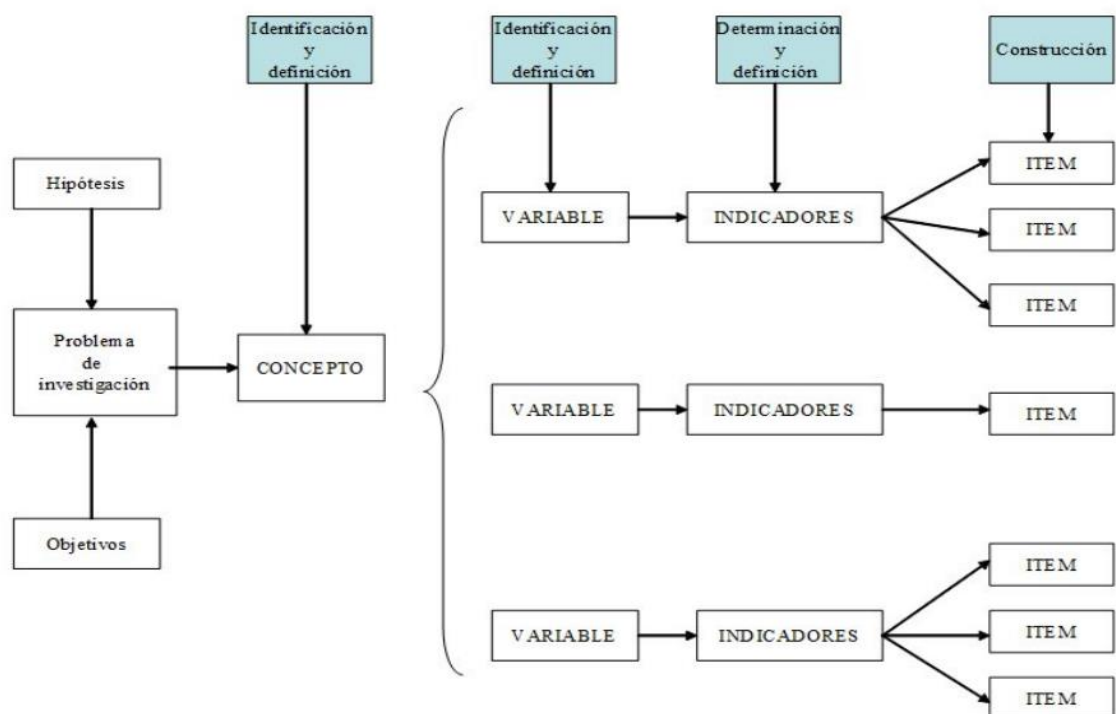 Identificación
y
definición
Identificación
y
definición
Determinación
y
definición
Construcción
Hipótesis
Problema
de
investigación
Objetivos
CONCEPTO
VARIABLE
INDICADORES
ITEM
ITEM
ITEM
VARIABLE
INDICADORES
ITEM
VARIABLE
INDICADORES
ITEM
ITEM
ITEM